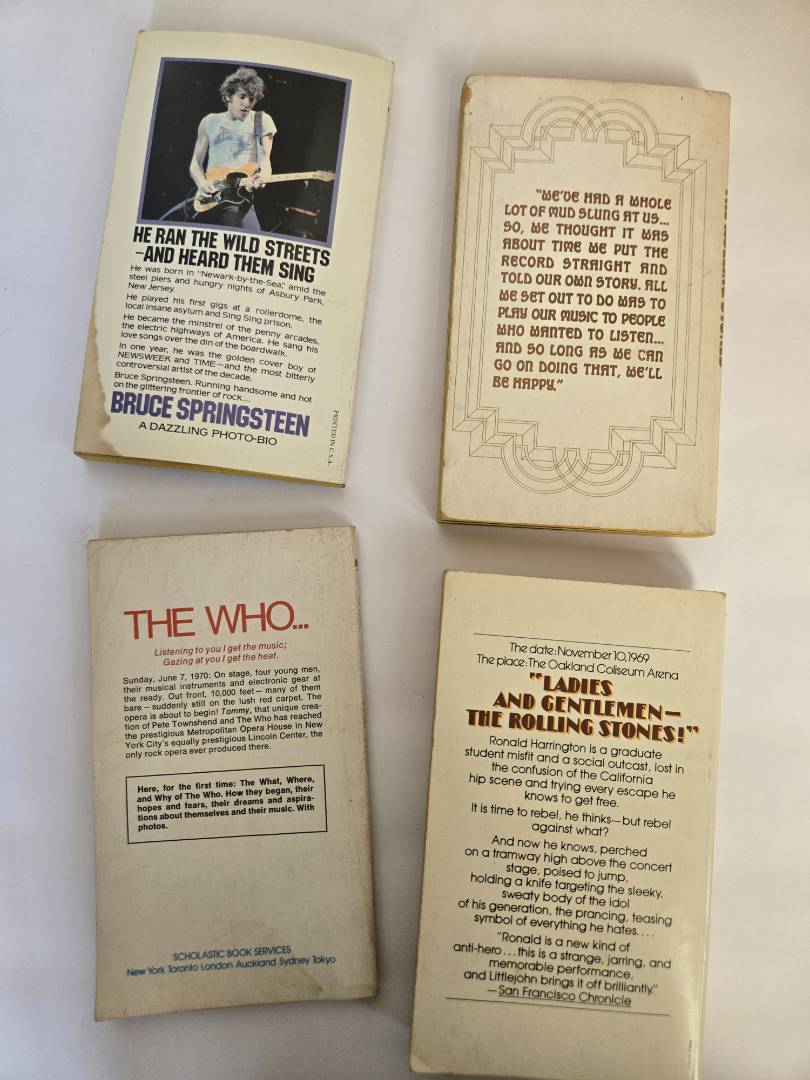 HE RAN THE WILD STREETS
–AND HEARD THEM SING
He was born in "Newark-by-the-Sea," amid the
steel piers and hungry nights of Asbury Park,
New Jersey.
He played his first gigs at a rollerdome, the
local insane asylum and Sing Sing prison.
He became the minstrel of the penny arcades,
the electric highways of America. He sang his
love songs over the din of the boardwalk.
In one year, he was the golden cover boy of
NEWSWEEK and TIME—and the most bitterly
controversial artist of the decade.
Bruce Springsteen. Running handsome and hot
on the glittering frontier of rock...
BRUCE SPRINGSTEEN
A DAZZLING PHOTO-BIO
PRINTED IN U.S.A.
"WE'VE HAD A WHOLE
LOT OF MUD SLUNG AT US...
SO, WE THOUGHT IT WAS
ABOUT TIME WE PUT THE
RECORD STRAIGHT AND
TOLD OUR OWN STORY. ALL
WE SET OUT TO DO WAS TO
PLAY OUR MUSIC TO PEOPLE
WHO WANTED TO LISTEN...
AND SO LONG AS WE CAN
GO ON DOING THAT, WE'LL
BE HAPPY."
THE WHO...
Listening to you I get the music;
Gazing at you I get the heat.
Sunday, June 7, 1970: On stage, four young men,
their musical instruments and electronic gear at
the ready. Out front, 10,000 feet — many of them
bare — suddenly still on the lush red carpet. The
opera is about to begin! Tommy, that unique crea-
tion of Pete Townshend and The Who has reached
the prestigious Metropolitan Opera House in New
York City's equally prestigious Lincoln Center, the
only rock opera ever produced there.
Here, for the first time: The What, Where,
and Why of The Who. How they began, their
hopes and fears, their dreams and aspira-
tions about themselves and their music. With
photos.
SCHOLASTIC BOOK SERVICES
New York Toronto London Auckland Sydney Tokyo
The date: November 10, 1969
The place: The Oakland Coliseum Arena
"LADIES
AND GENTLEMEN—
THE ROLLING STONES!"
Ronald Harrington is a graduate
student misfit and a social outcast, lost in
the confusion of the California
hip scene and trying every escape he
knows to get free.
It is time to rebel, he thinks—but rebel
against what?
And now he knows, perched
on a tramway high above the concert
stage, poised to jump,
holding a knife targeting the sleeky,
sweaty body of the idol
of his generation, the prancing, teasing
symbol of everything he hates....
"Ronald is a new kind of
anti-hero...this is a strange, jarring, and
memorable performance,
and Littlejohn brings it off brilliantly."
—San Francisco Chronicle